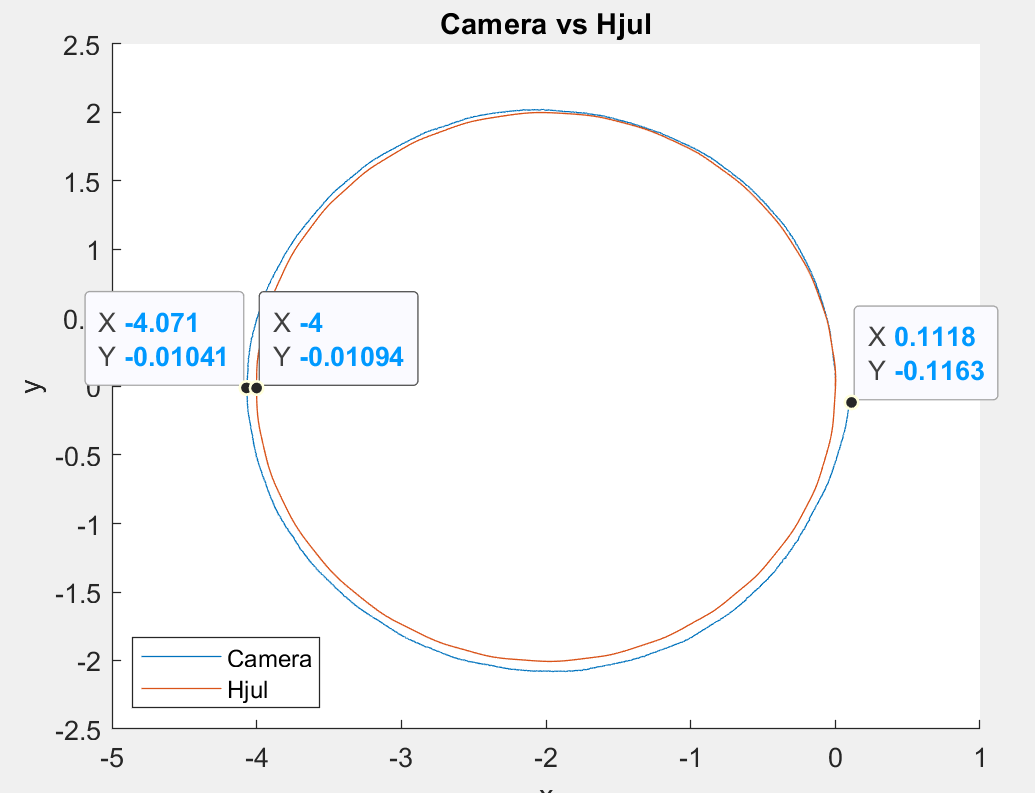 Camera vs Hjul
2.5
2
1.5
1
0.
0
-0.5
-1
-1.5
-2
-2.5
y
X -4.071
Y -0.01041
X -4
Y -0.01094
X 0.1118
Y -0.1163
Camera
Hjul
-5 -4 -3 -2 -1 0 1